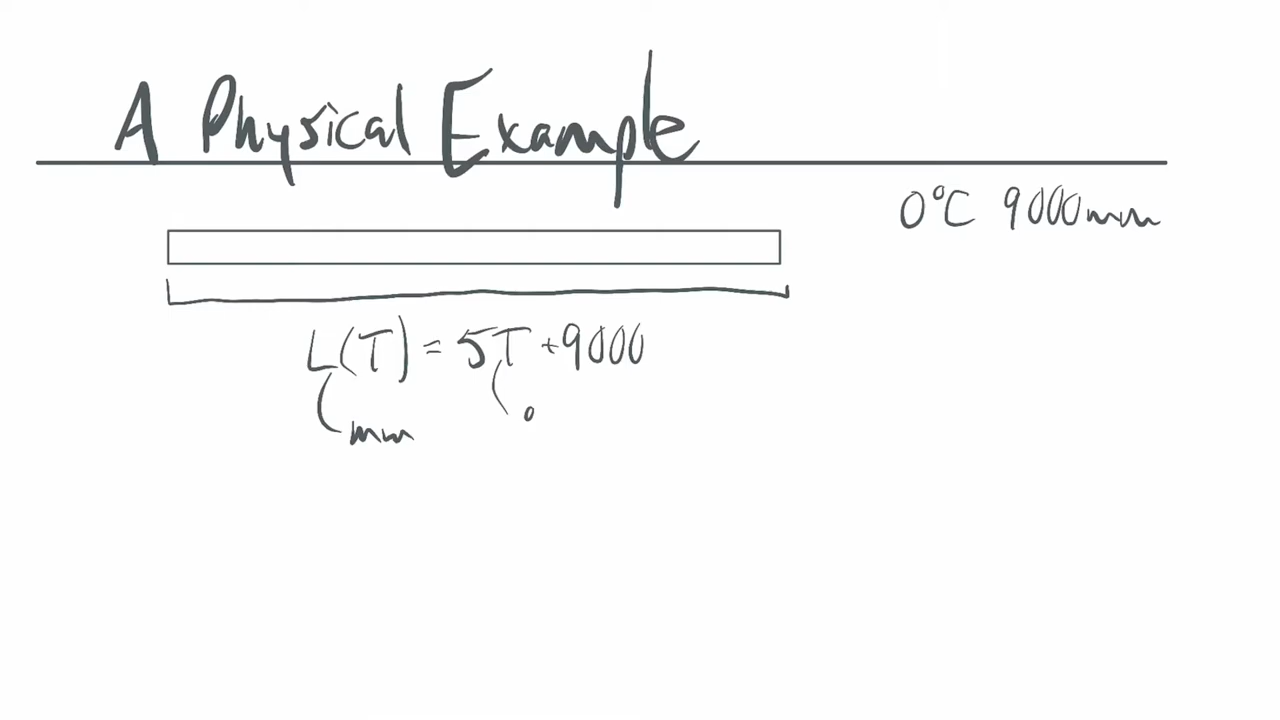 A Physical Example
0°C 9000mm
L(T) = 5T + 9000
mm °